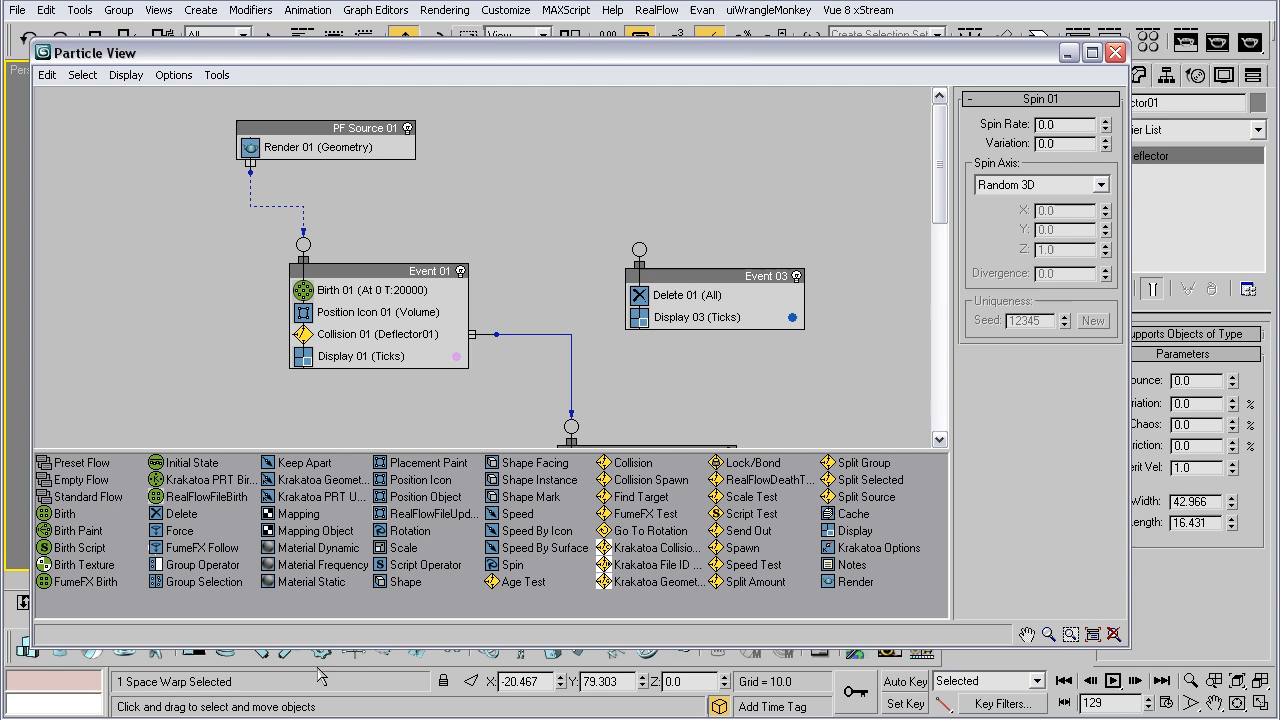 File Edit Tools Group Views Create Modifiers Animation Graph Editors Rendering Customize MAXScript Help RealFlow Evan uiWrangleMonkey Vue 8 xStream
All View Create Selection Set
Particle View
Edit Select Display Options Tools
PF Source 01
Render 01 (Geometry)
Event 01
Birth 01 (At 0 T:20000)
Position Icon 01 (Volume)
Collision 01 (Deflector01)
Display 01 (Ticks)
Event 03
Delete 01 (All)
Display 03 (Ticks)
Spin 01
Spin Rate: 0.0
Variation: 0.0
Spin Axis:
Random 3D
X: 0.0
Y: 0.0
Z: 1.0
Divergence: 0.0
Uniqueness:
Seed: 12345 New
ctor01
ier List
eflector
upports Objects of Type
Parameters
ounce: 0.0
riation: 0.0 %
Chaos: 0.0 %
riction: 0.0 %
erit Vel: 1.0
Width: 42.966
Length: 16.431
Preset Flow Initial State Keep Apart Placement Paint Shape Facing Collision Lock/Bond Split Group
Empty Flow Krakatoa PRT Bir... Krakatoa Geomet... Position Icon Shape Instance Collision Spawn RealFlowDeathT... Split Selected
Standard Flow RealFlowFileBirth Krakatoa PRT U... Position Object Shape Mark Find Target Scale Test Split Source
Birth Delete Mapping RealFlowFileUpd... Speed FumeFX Test Script Test Cache
Birth Paint Force Mapping Object Rotation Speed By Icon Go To Rotation Send Out Display
Birth Script FumeFX Follow Material Dynamic Scale Speed By Surface Krakatoa Collisio... Spawn Krakatoa Options
Birth Texture Group Operator Material Frequency Script Operator Spin Krakatoa File ID ... Speed Test Notes
FumeFX Birth Group Selection Material Static Shape Age Test Krakatoa Geomet... Split Amount Render
1 Space Warp Selected X: -20.467 Y: 79.303 Z: 0.0 Grid = 10.0 Auto Key Selected
Click and drag to select and move objects Add Time Tag Set Key Key Filters... 129